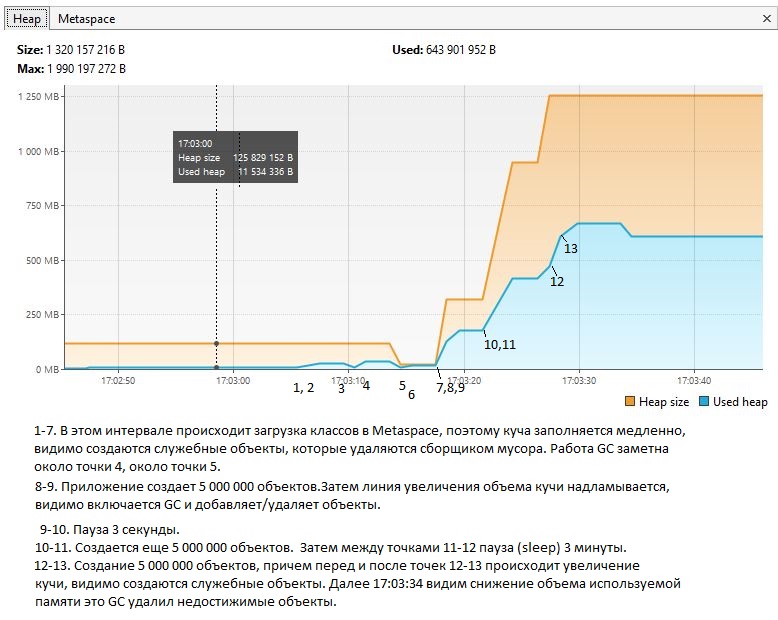 Heap Metaspace ×
Size: 1 320 157 216 B Used: 643 901 952 B
Max: 1 990 197 272 B
1 250 MB
1 000 MB
750 MB
500 MB
250 MB
0 MB
17:03:00
Heap size 125 829 152 B
Used heap 11 534 336 B
13
12
10,11
17:02:50 17:03:00 17:03:10 17:03:20 17:03:30 17:03:40
1, 2 3 4 5 6 7,8,9
Heap size Used heap
1-7. В этом интервале происходит загрузка классов в Metaspace, поэтому куча заполняется медленно,
видимо создаются служебные объекты, которые удаляются сборщиком мусора. Работа GC заметна
около точки 4, около точки 5.
8-9. Приложение создает 5 000 000 объектов.Затем линия увеличения объема кучи надламывается,
видимо включается GC и добавляет/удаляет объекты.
9-10. Пауза 3 секунды.
10-11. Создается еще 5 000 000 объектов. Затем между точками 11-12 пауза (sleep) 3 минуты.
12-13. Создание 5 000 000 объектов, причем перед и после точек 12-13 происходит увеличение
кучи, видимо создаются служебные объекты. Далее 17:03:34 видим снижение объема используемой
памяти это GC удалил недостижимые объекты.